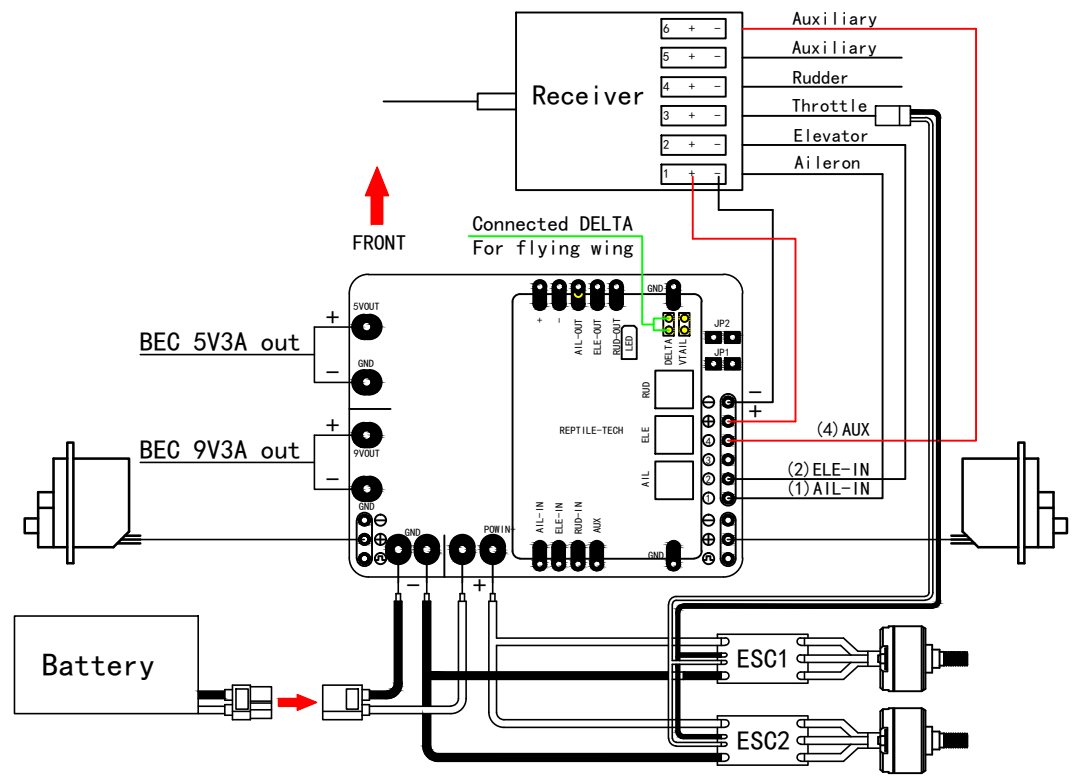 Receiver
6 + -
5 + -
4 + -
3 + -
2 + -
1 + -
Auxiliary
Auxiliary
Rudder
Throttle
Elevator
Aileron
FRONT
Connected DELTA
For flying wing
5VOUT
GND
+
-
BEC 5V3A out
+
-
BEC 9V3A out
9VOUT
GND
+
-
AIL-OUT
ELE-OUT
RUD-OUT
LED
GND
DELTA
VTAIL
JP2
JP1
RUD
ELE
AIL
REPTILE-TECH
-
+
4
3
2
1
(4)AUX
(2)ELE-IN
(1)AIL-IN
AIL-IN
ELE-IN
RUD-IN
AUX
GND
GND
POWIN+
-
+
Battery
ESC1
ESC2